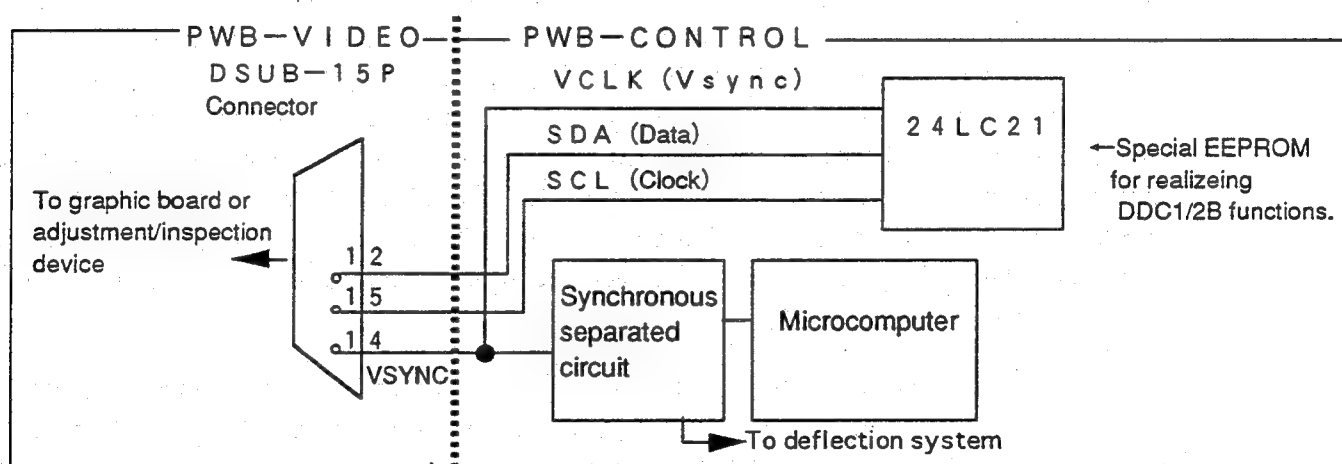 PWB-VIDEO
PWB-CONTROL
DSUB-15P
Connector
VCLK (Vsync)
SDA (Data)
SCL (Clock)
24LC21
←Special EEPROM
for realizeing
DDC1/2B functions.
To graphic board or
adjustment/inspection
device
12
15
14
VSYNC
Synchronous
separated
circuit
Microcomputer
To deflection system